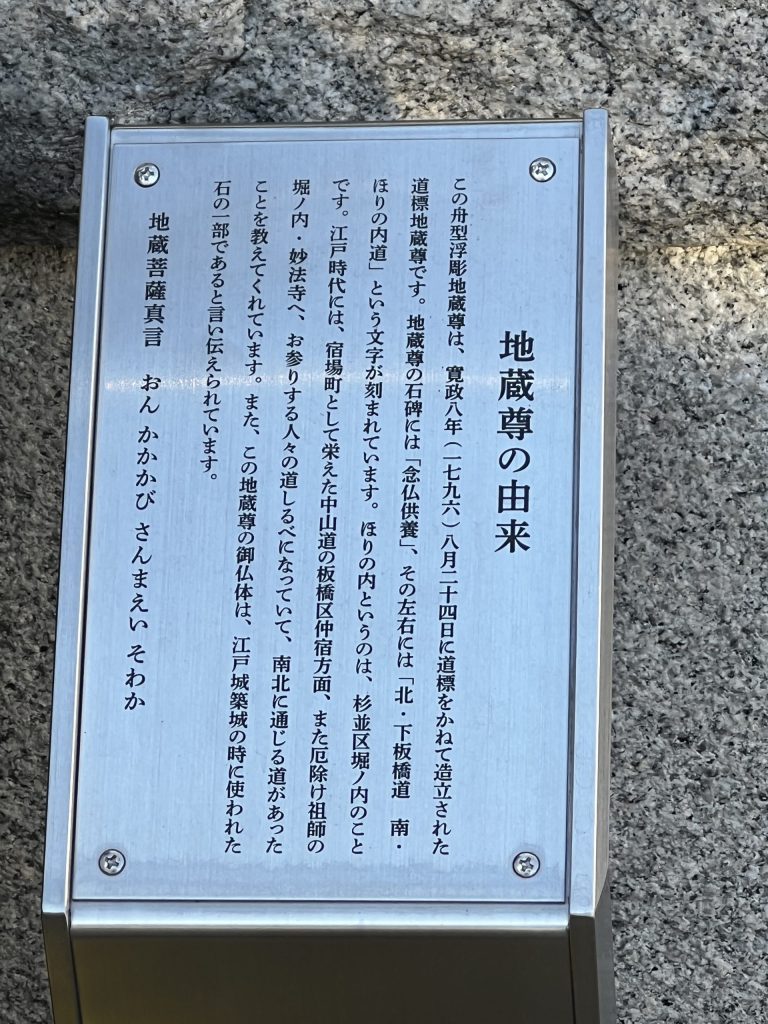 地蔵尊の由来
この舟型浮彫地蔵尊は、寛政八年（一七九六）八月二十四日に道標をかねて造立された
道標地蔵尊です。地蔵尊の石碑には「念仏供養」、その左右には「北・下板橋道　南・
ほりの内道」という文字が刻まれています。ほりの内というのは、杉並区堀ノ内のこと
です。江戸時代には、宿場町として栄えた中山道の板橋区仲宿方面、また厄除け祖師の
堀ノ内・妙法寺へ、お参りする人々の道しるべになっていて、南北に通じる道があった
ことを教えてくれています。また、この地蔵尊の御仏体は、江戸城築城の時に使われた
石の一部であると言い伝えられています。
地蔵菩薩真言　おん かかかび さんまえい そわか